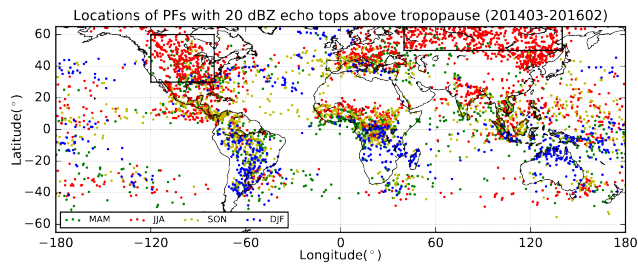 Locations of PFs with 20 dBZ echo tops above tropopause (201403-201602)
60
40
20
0
−20
−40
−60
Latitude(°)
MAM JJA SON DJF
−180 −120 −60 0 60 120 180
Longitude(°)